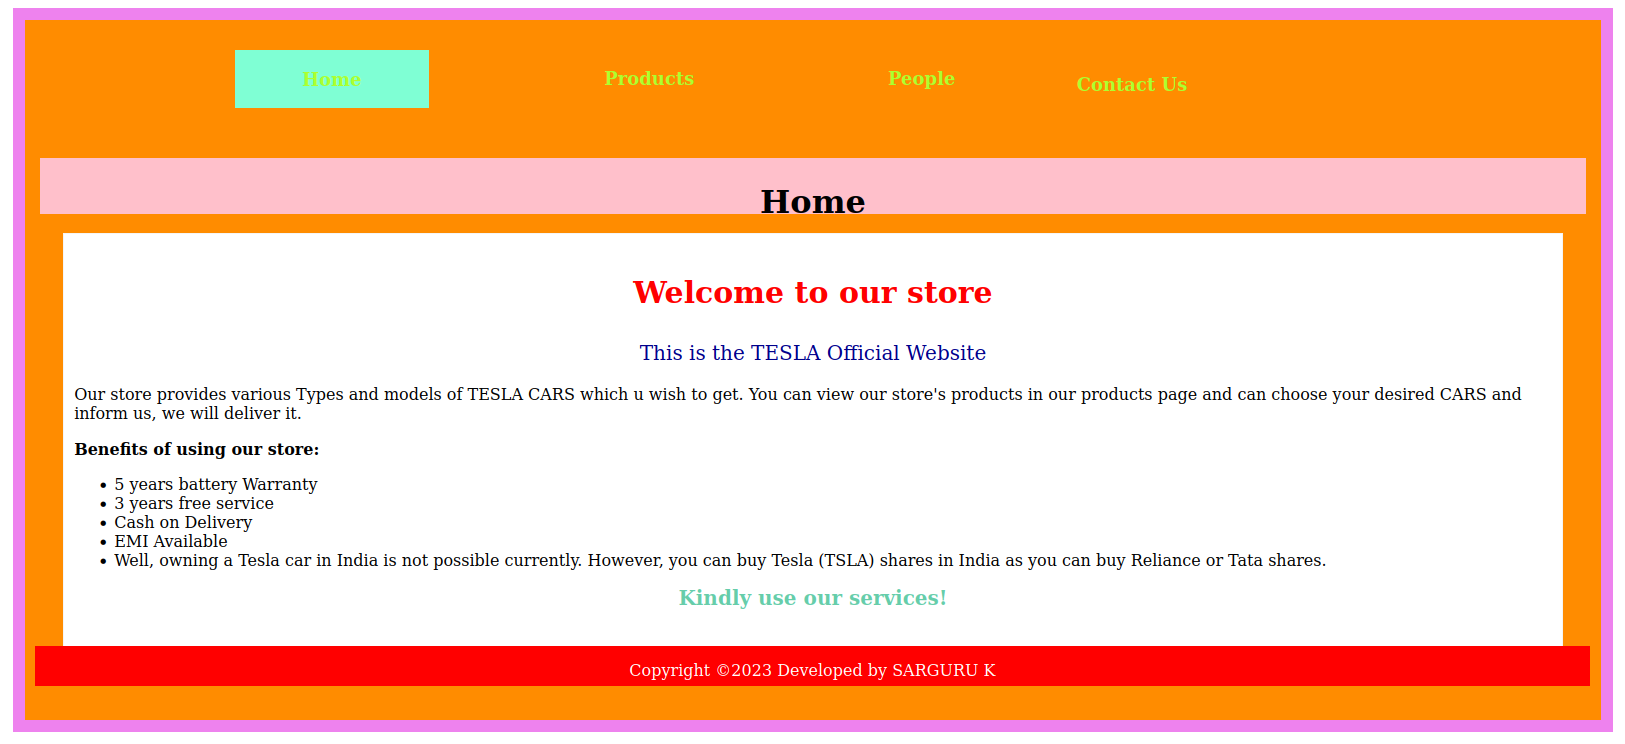 Home Products People Contact Us
Home
Welcome to our store
This is the TESLA Official Website
Our store provides various Types and models of TESLA CARS which u wish to get. You can view our store's products in our products page and can choose your desired CARS and
inform us, we will deliver it.
Benefits of using our store:
• 5 years battery Warranty
• 3 years free service
• Cash on Delivery
• EMI Available
• Well, owning a Tesla car in India is not possible currently. However, you can buy Tesla (TSLA) shares in India as you can buy Reliance or Tata shares.
Kindly use our services!
Copyright ©2023 Developed by SARGURU K